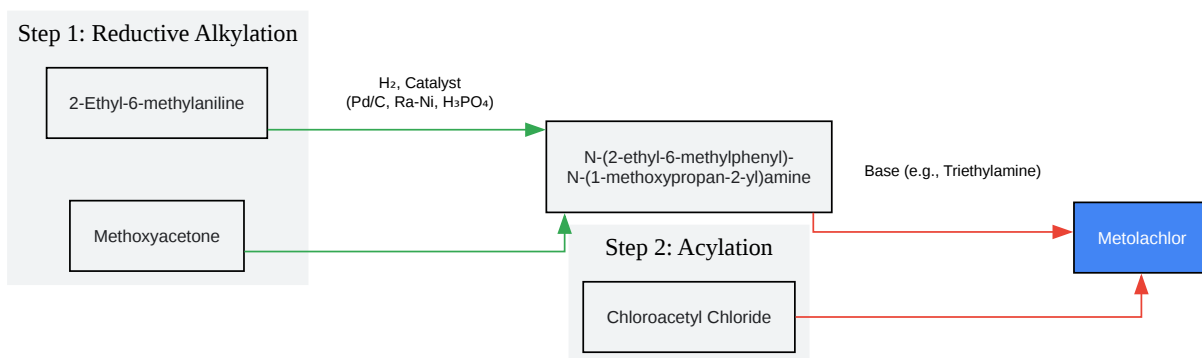 Step 1: Reductive Alkylation
2-Ethyl-6-methylaniline
H₂, Catalyst
(Pd/C, Ra-Ni, H₃PO₄)
N-(2-ethyl-6-methylphenyl)-
N-(1-methoxypropan-2-yl)amine
Base (e.g., Triethylamine)
Methoxyacetone
Metolachlor
Step 2: Acylation
Chloroacetyl Chloride